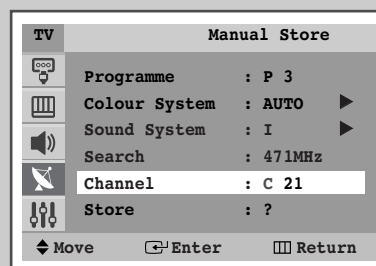 TV Manual Store
Programme : P 3
Colour System : AUTO
Sound System : I
Search : 471MHz
Channel : C 21
Store : ?
Move Enter Return